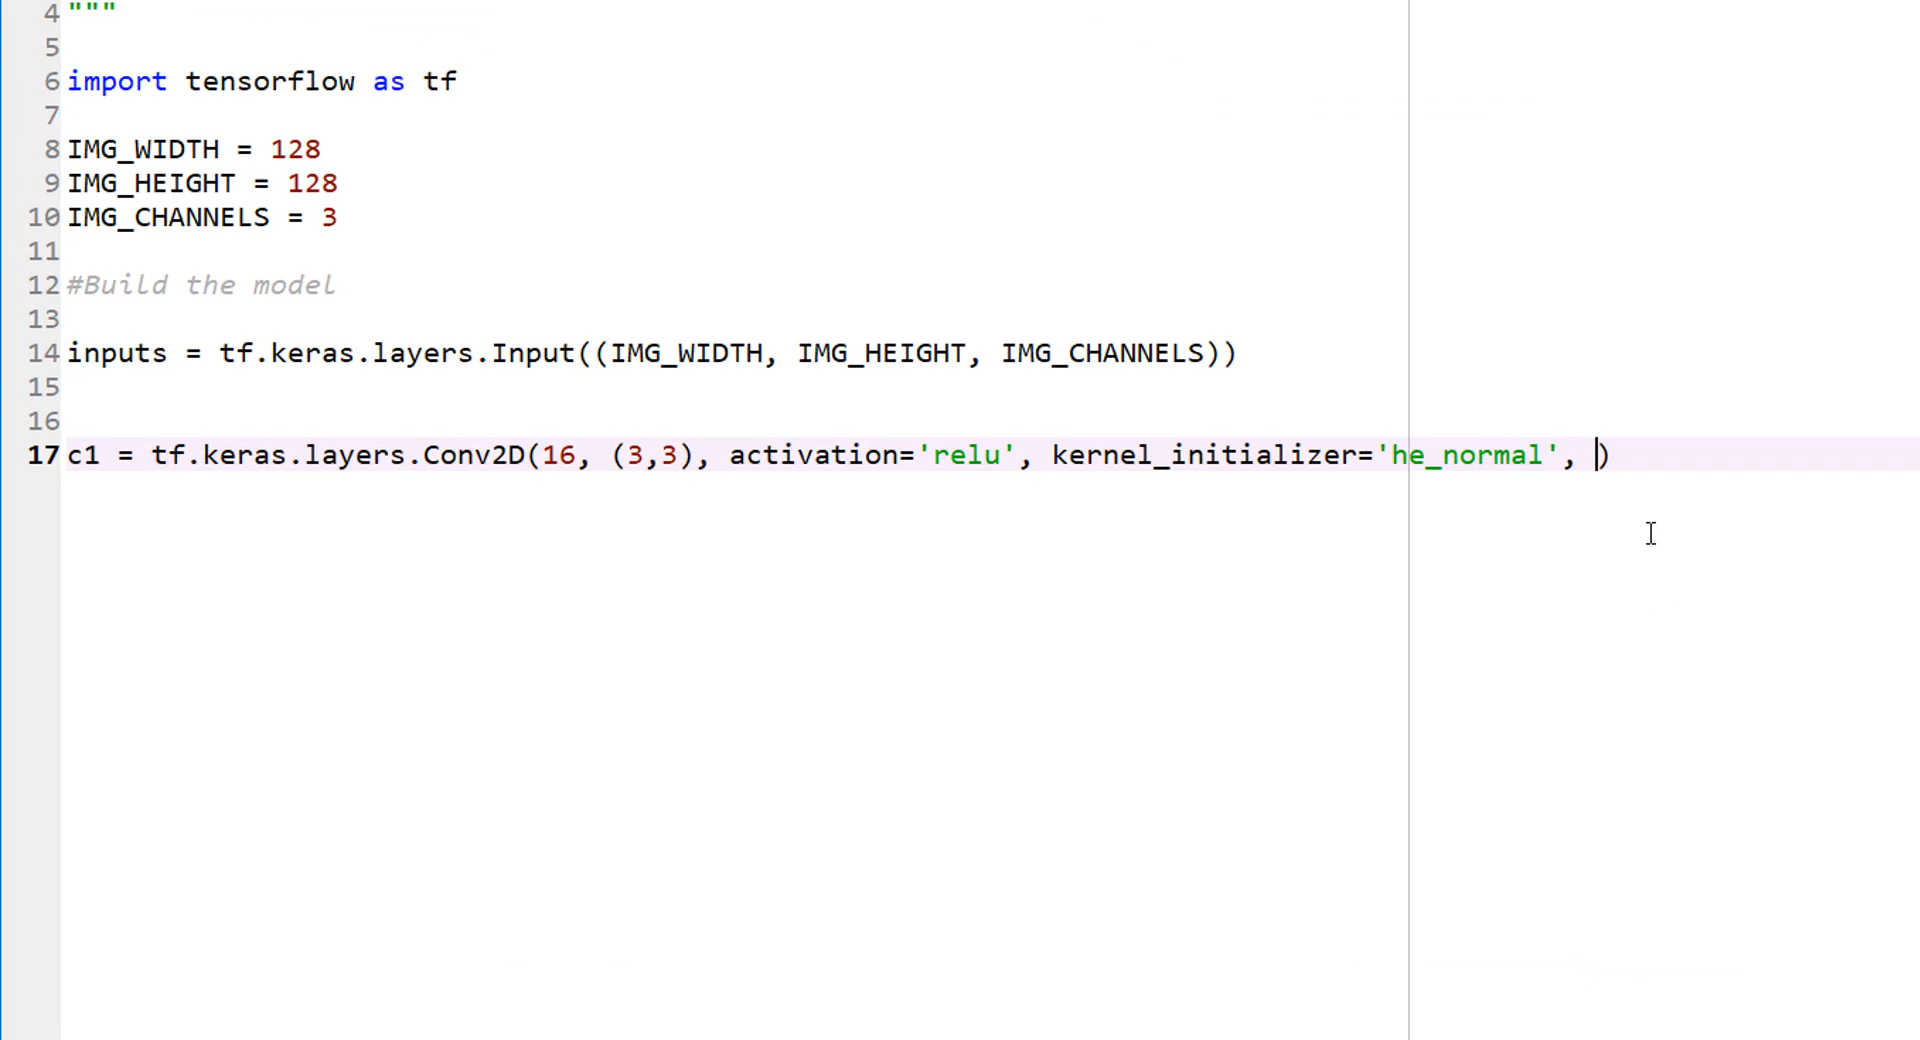 4 """
5
6 import tensorflow as tf
7
8 IMG_WIDTH = 128
9 IMG_HEIGHT = 128
10 IMG_CHANNELS = 3
11
12 #Build the model
13
14 inputs = tf.keras.layers.Input((IMG_WIDTH, IMG_HEIGHT, IMG_CHANNELS))
15
16
17 c1 = tf.keras.layers.Conv2D(16, (3,3), activation='relu', kernel_initializer='he_normal', )